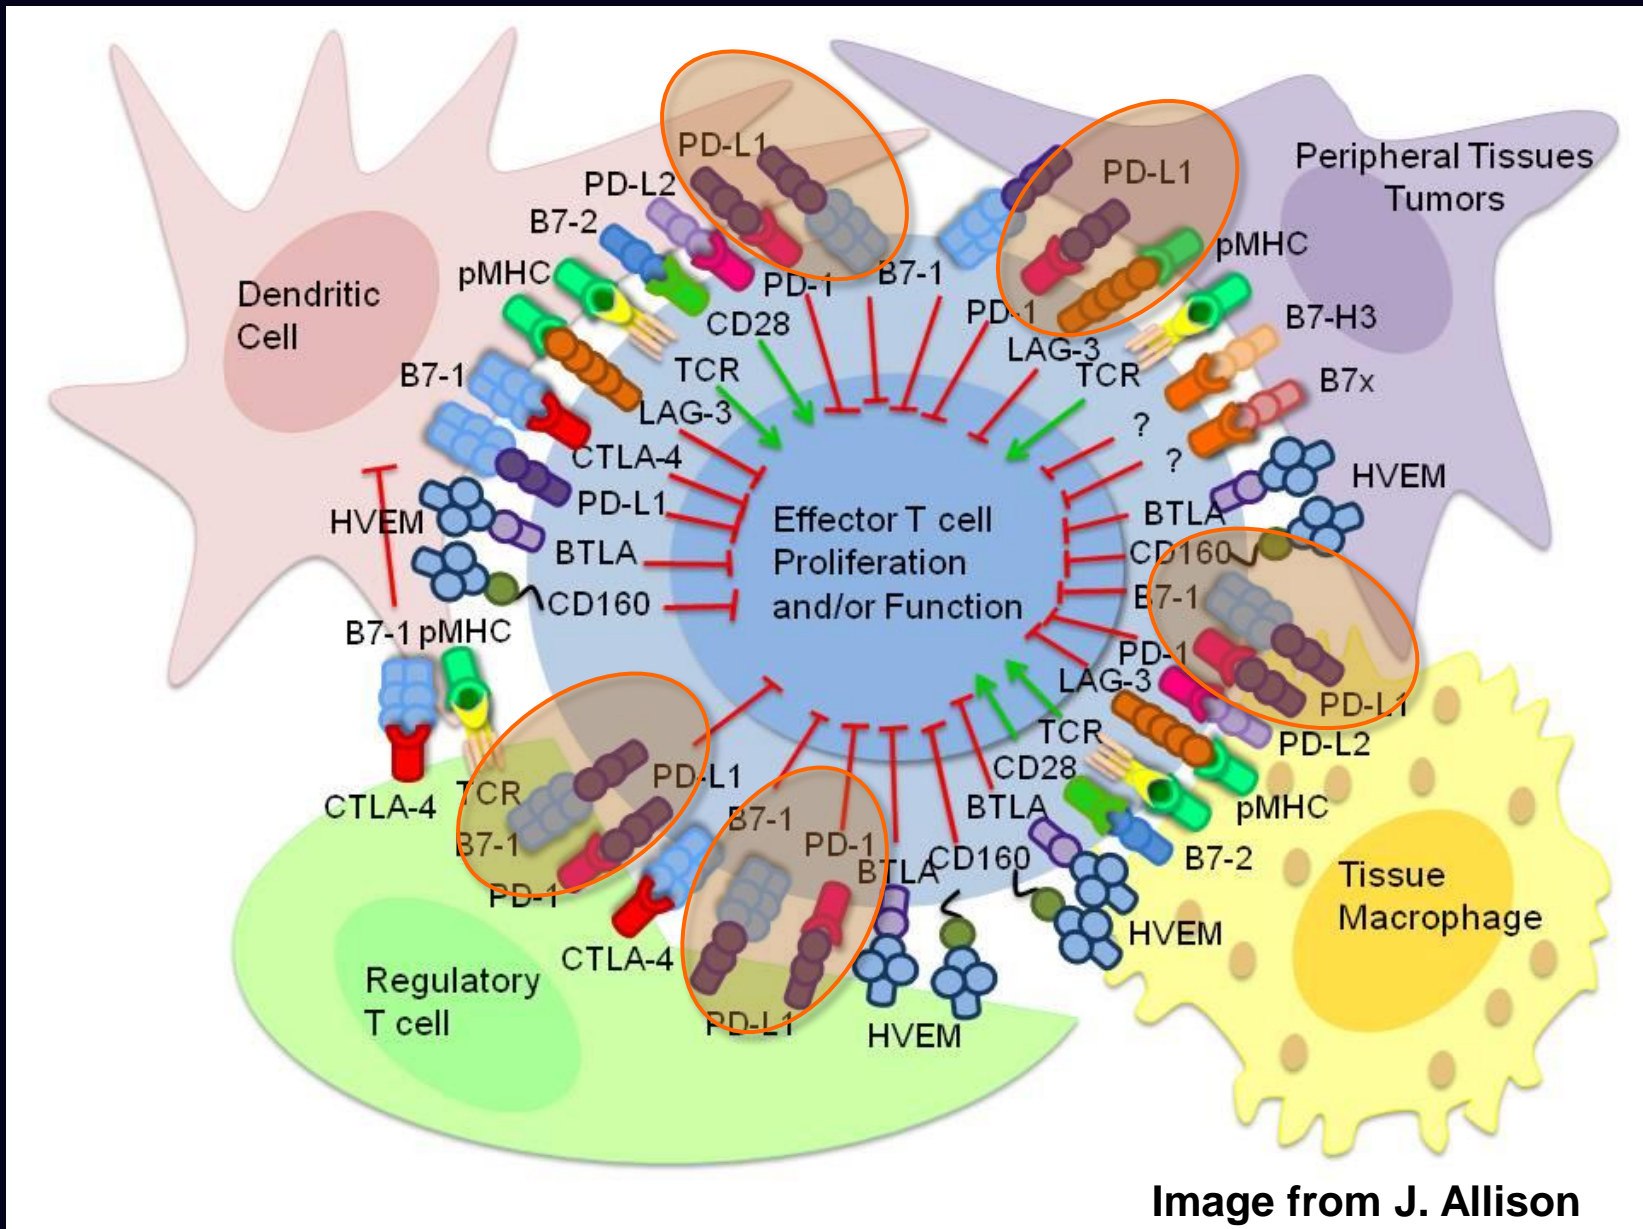 PD-L1
PD-L2
B7-2
pMHC
Dendritic
Cell
B7-1
PD-1
B7-1
CD28
TCR
LAG-3
CTLA-4
PD-L1
HVEM
BTLA
CD160
PD-L1
Peripheral Tissues
Tumors
pMHC
PD-1
LAG-3
TCR
B7-H3
B7x
?
?
HVEM
BTLA
CD160
Effector T cell
Proliferation
and/or Function
B7-1
PD-1
LAG-3
PD-L1
PD-L2
TCR
CD28
BTLA
pMHC
B7-2
CD160
HVEM
Tissue
Macrophage
B7-1 pMHC
CTLA-4
TCR
B7-1
PD-1
PD-L1
B7-1
PD-1
BTLA
CTLA-4
PD-L1
HVEM
Regulatory
T cell
Image from J. Allison